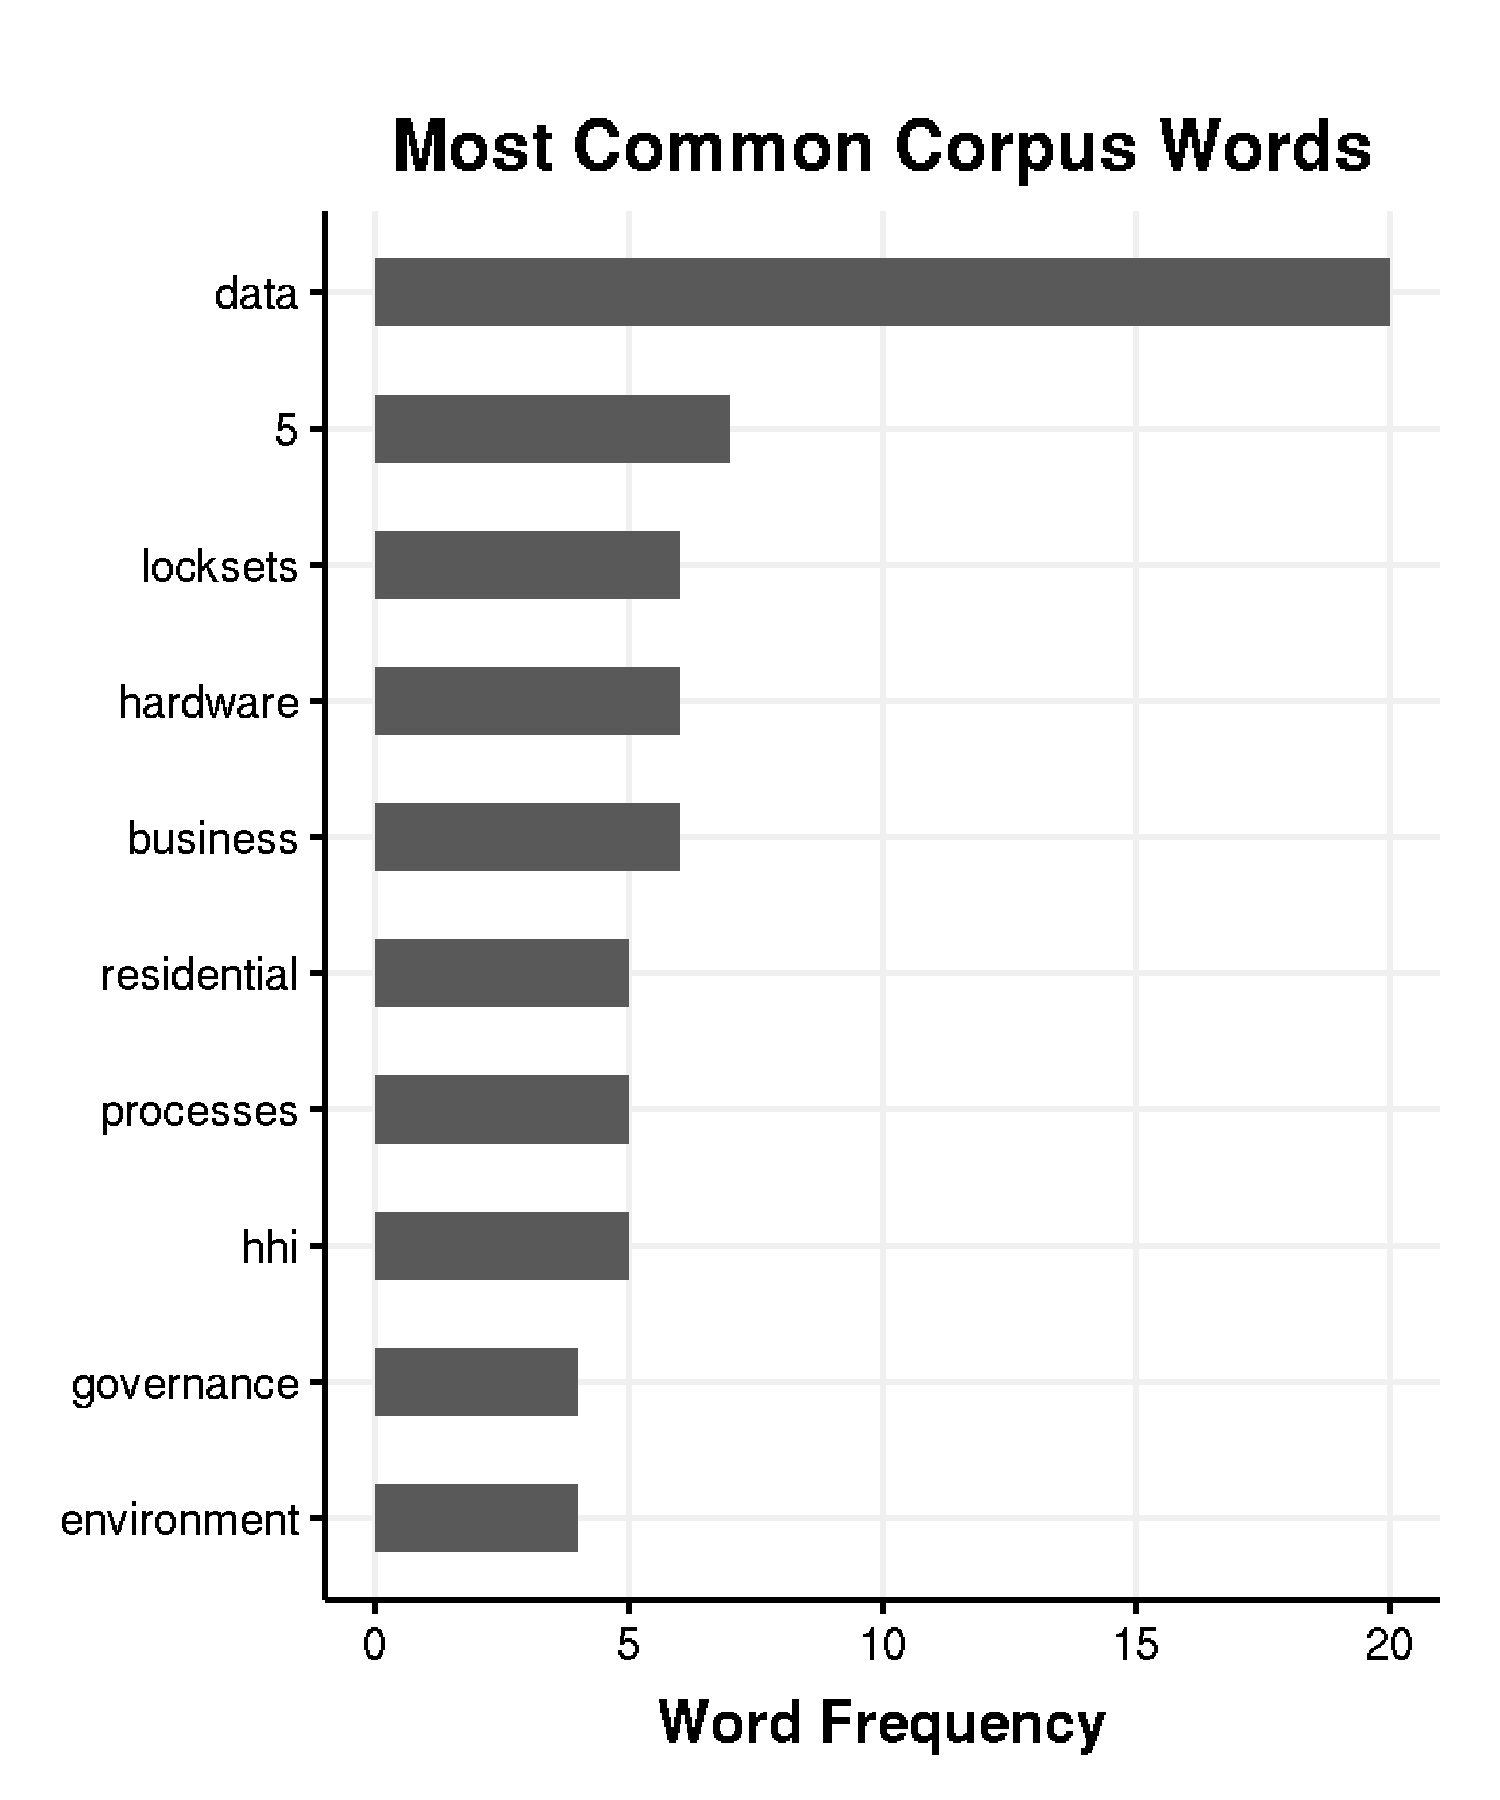 Most Common Corpus Words
data
5
locksets
hardware
business
residential
processes
hhi
governance
environment
0 5 10 15 20
Word Frequency